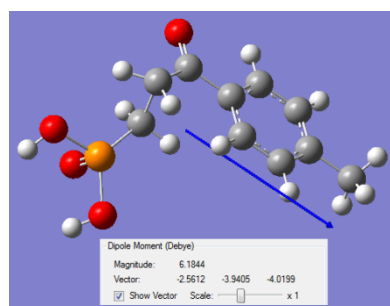 Dipole Moment (Debye)
Magnitude: 6.1844
Vector: -2.5612 -3.9405 -4.0199
Show Vector Scale: x 1